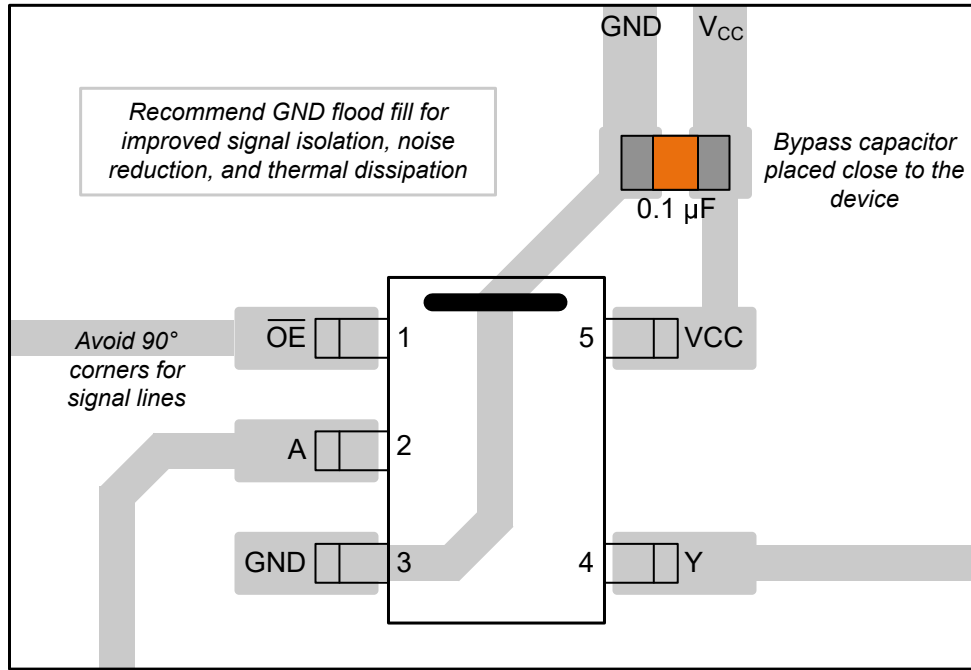 GND VCC
Recommend GND flood fill for
improved signal isolation, noise
reduction, and thermal dissipation
Bypass capacitor
placed close to the
device
0.1 µF
Avoid 90°
corners for
signal lines
O̅E̅ 1
5 VCC
A 2
GND 3
4 Y